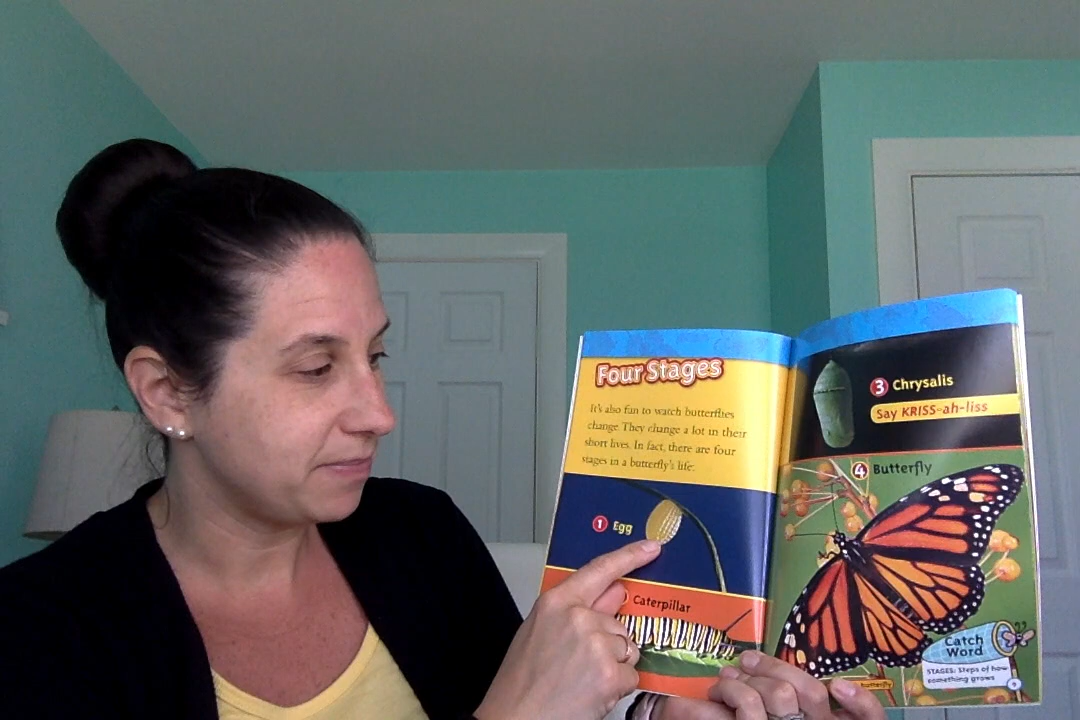 Four Stages
It's also fun to watch butterflies
change. They change a lot in their
short lives. In fact, there are four
stages in a butterfly's life:
1 Egg
Caterpillar
3 Chrysalis
Say KRISS-ah-liss
4 Butterfly
Catch
Word
STAGES: Steps of how
something grows
butterfly
9